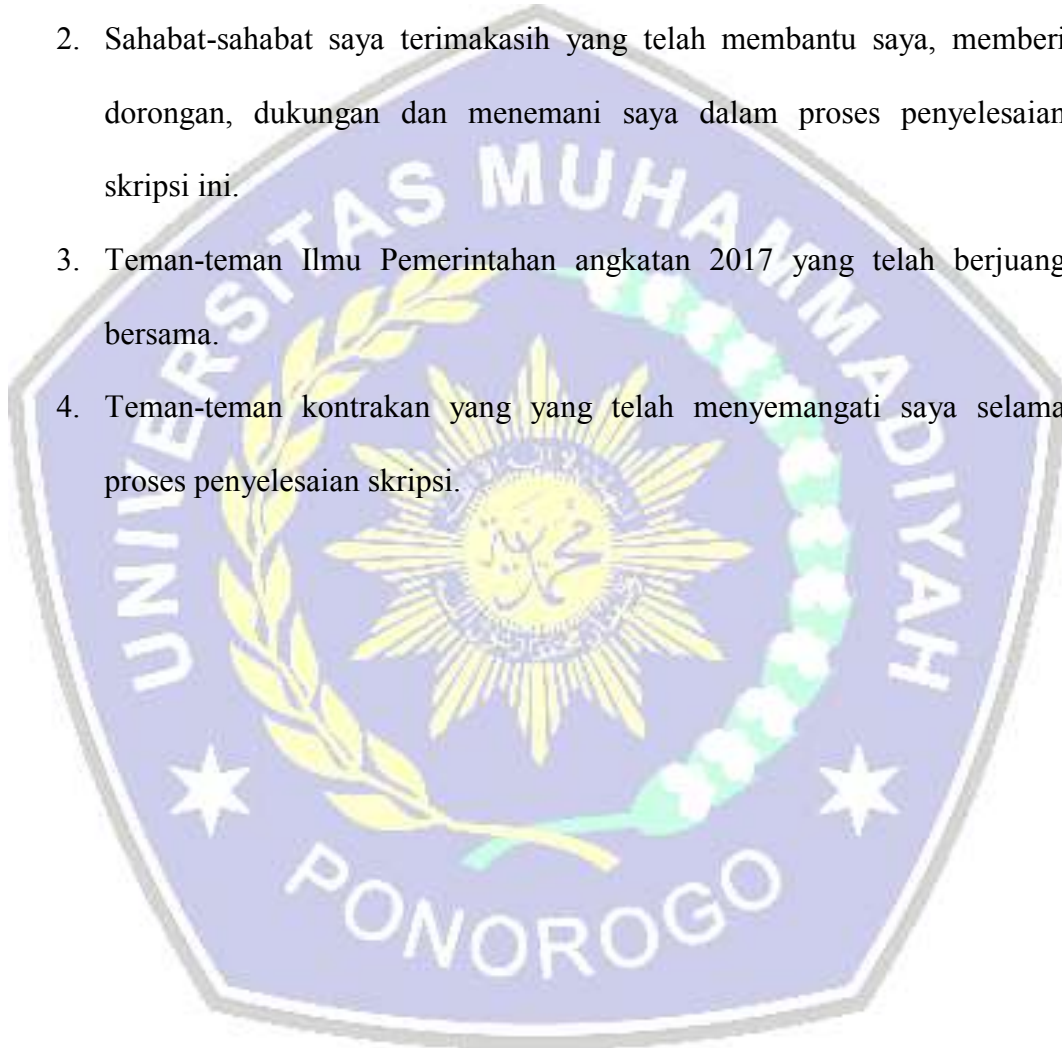 2. Sahabat-sahabat saya terimakasih yang telah membantu saya, memberi
dorongan, dukungan dan menemani saya dalam proses penyelesaian
skripsi ini.
3. Teman-teman Ilmu Pemerintahan angkatan 2017 yang telah berjuang
bersama.
4. Teman-teman kontrakan yang yang telah menyemangati saya selama
proses penyelesaian skripsi.
UNIVERSITAS MUHAMMADIYAH
PONOROGO